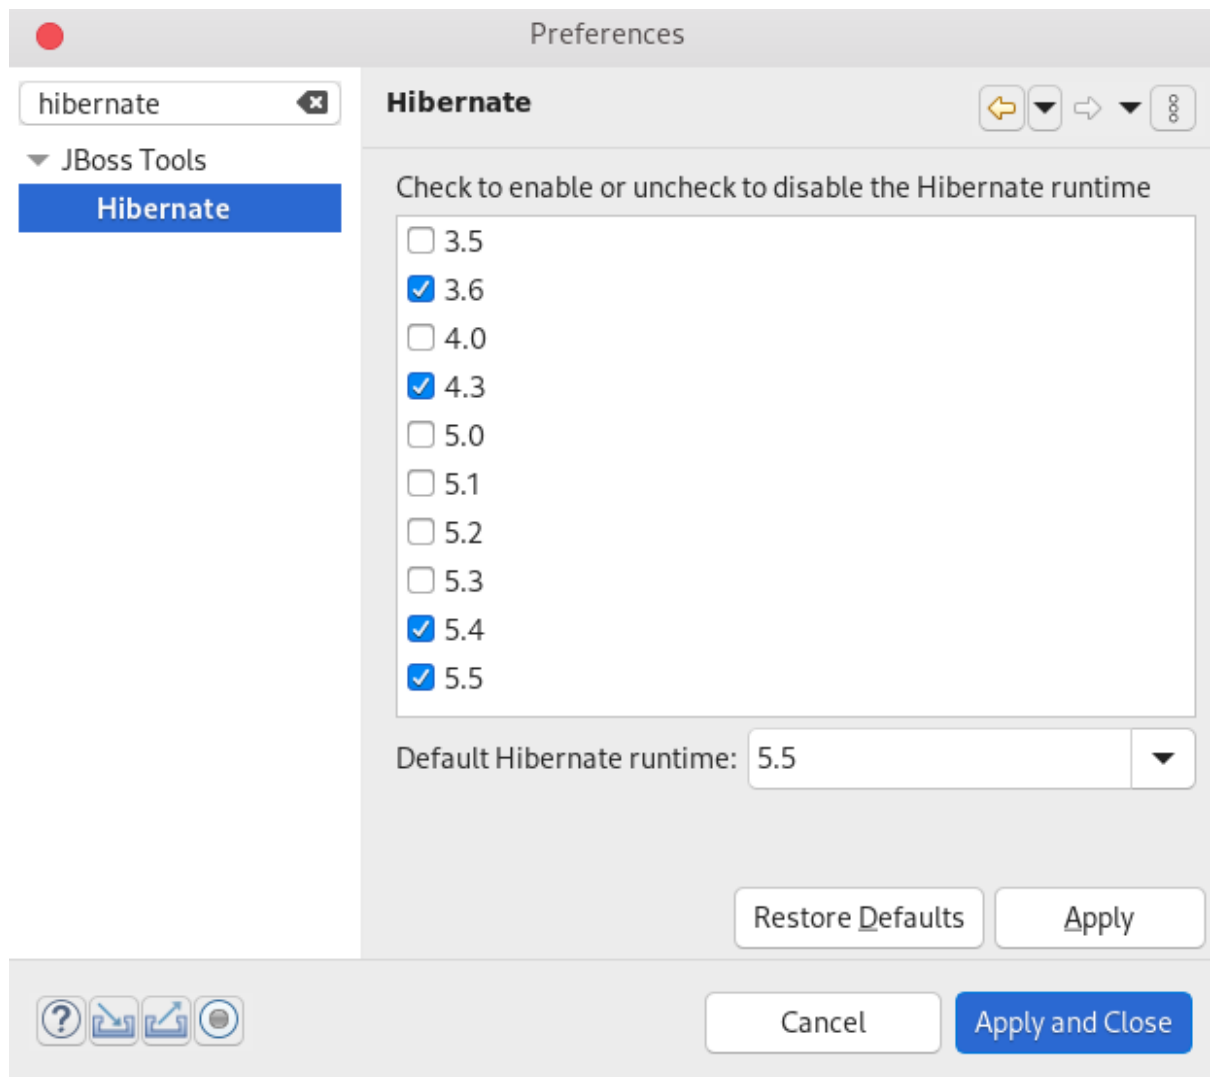 Preferences
hibernate
JBoss Tools
Hibernate
Hibernate
Check to enable or uncheck to disable the Hibernate runtime
3.5
3.6
4.0
4.3
5.0
5.1
5.2
5.3
5.4
5.5
Default Hibernate runtime: 5.5
Restore Defaults Apply
? Cancel Apply and Close